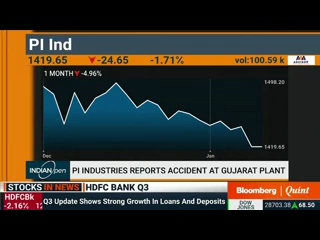 PI Ind
1419.65 ▼ -24.65 -1.71% vol:100.59 k
1 MONTH ▼-4.96%
1498.20
1419.65
Dec
Jan
INDIAN open
PI INDUSTRIES REPORTS ACCIDENT AT GUJARAT PLANT
STOCKS IN NEWS HDFC BANK Q3
Bloomberg Quint
HDFCBk
-2.16%
Q3 Update Shows Strong Growth In Loans And Deposits
DOW JONES 28703.38 ▲ 68.50